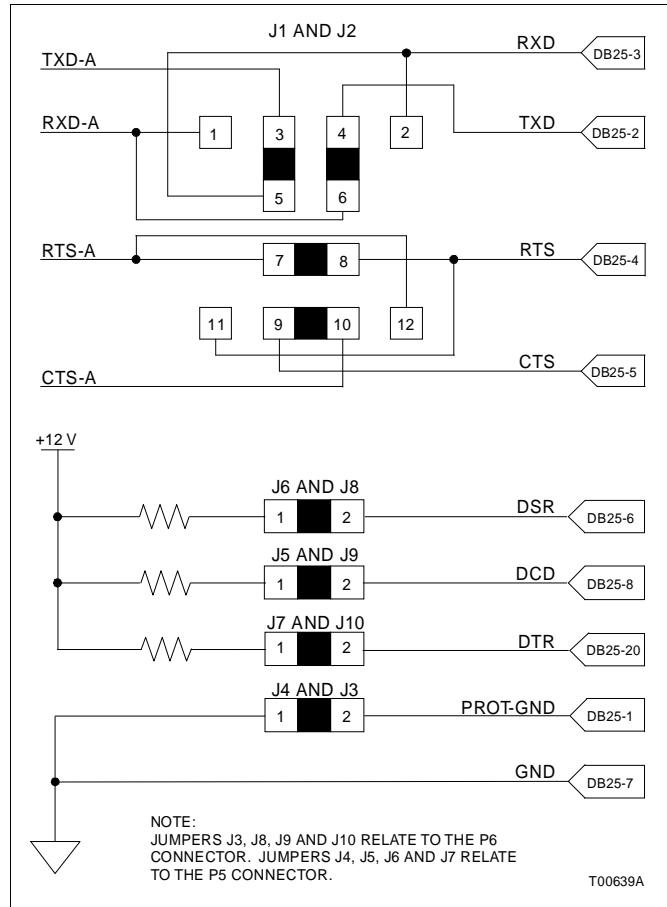 J1 AND J2
RXD
DB25-3
TXD-A
RXD-A
1
3
4
2
TXD
DB25-2
5
6
RTS-A
7
8
RTS
DB25-4
11
9
10
12
CTS
DB25-5
CTS-A
+12 V
J6 AND J8
1
2
DSR
DB25-6
J5 AND J9
1
2
DCD
DB25-8
J7 AND J10
1
2
DTR
DB25-20
J4 AND J3
1
2
PROT-GND
DB25-1
GND
DB25-7
NOTE:
JUMPERS J3, J8, J9 AND J10 RELATE TO THE P6
CONNECTOR. JUMPERS J4, J5, J6 AND J7 RELATE
TO THE P5 CONNECTOR.
T00639A